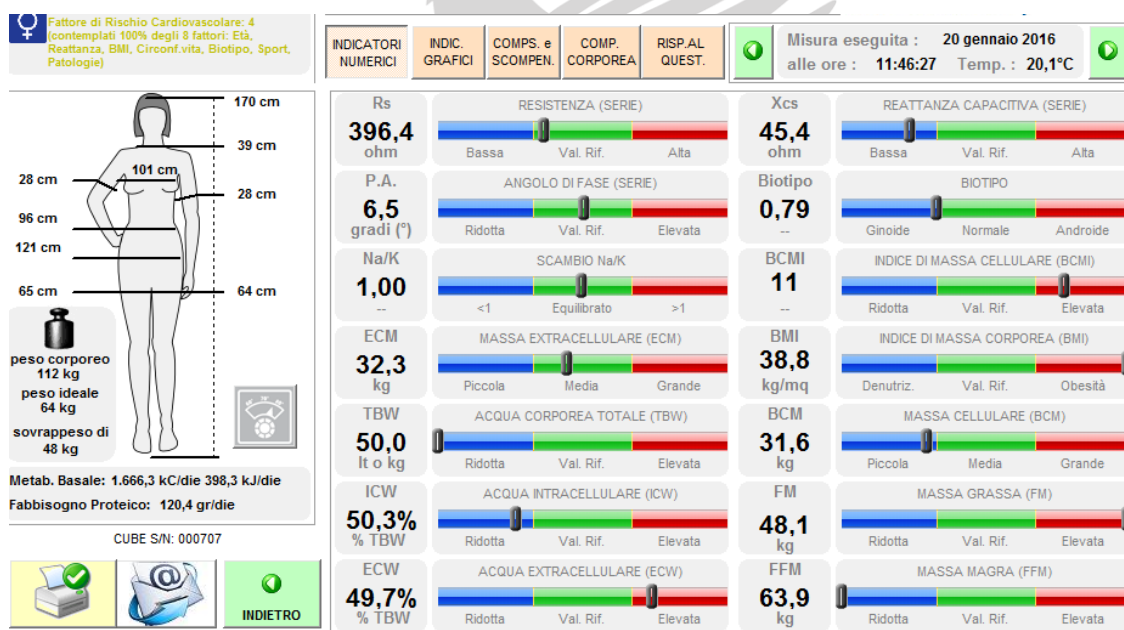 Fattore di Rischio Cardiovascolare: 4
(contemplati 100% degli 8 fattori: Età,
Reattanza, BMI, Circonf.vita, Biotipo, Sport,
Patologie)
INDICATORI
NUMERICI
INDIC.
GRAFICI
COMPS. e
SCOMPEN.
COMP.
CORPOREA
RISP.AL
QUEST.
Misura eseguita : 20 gennaio 2016
alle ore : 11:46:27 Temp. : 20,1°C
170 cm
39 cm
101 cm
28 cm
28 cm
96 cm
121 cm
65 cm
64 cm
peso corporeo
112 kg
peso ideale
64 kg
sovrappeso di
48 kg
Metab. Basale: 1.666,3 kC/die 398,3 kJ/die
Fabbisogno Proteico: 120,4 gr/die
CUBE S/N: 000707
@
INDIETRO
Rs
396,4
ohm
RESISTENZA (SERIE)
Bassa Val. Rif. Alta
Xcs
45,4
ohm
REATTANZA CAPACITIVA (SERIE)
Bassa Val. Rif. Alta
P.A.
6,5
gradi (°)
ANGOLO DI FASE (SERIE)
Ridotta Val. Rif. Elevata
Biotipo
0,79
--
BIOTIPO
Ginoide Normale Androide
Na/K
1,00
--
SCAMBIO Na/K
<1 Equilibrato >1
BCMI
11
--
INDICE DI MASSA CELLULARE (BCMI)
Ridotta Val. Rif. Elevata
ECM
32,3
kg
MASSA EXTRACELLULARE (ECM)
Piccola Media Grande
BMI
38,8
kg/mq
INDICE DI MASSA CORPOREA (BMI)
Denutriz. Val. Rif. Obesità
TBW
50,0
lt o kg
ACQUA CORPOREA TOTALE (TBW)
Ridotta Val. Rif. Elevata
BCM
31,6
kg
MASSA CELLULARE (BCM)
Piccola Media Grande
ICW
50,3%
% TBW
ACQUA INTRACELLULARE (ICW)
Ridotta Val. Rif. Elevata
FM
48,1
kg
MASSA GRASSA (FM)
Ridotta Val. Rif. Elevata
ECW
49,7%
% TBW
ACQUA EXTRACELLULARE (ECW)
Ridotta Val. Rif. Elevata
FFM
63,9
kg
MASSA MAGRA (FFM)
Ridotta Val. Rif. Elevata